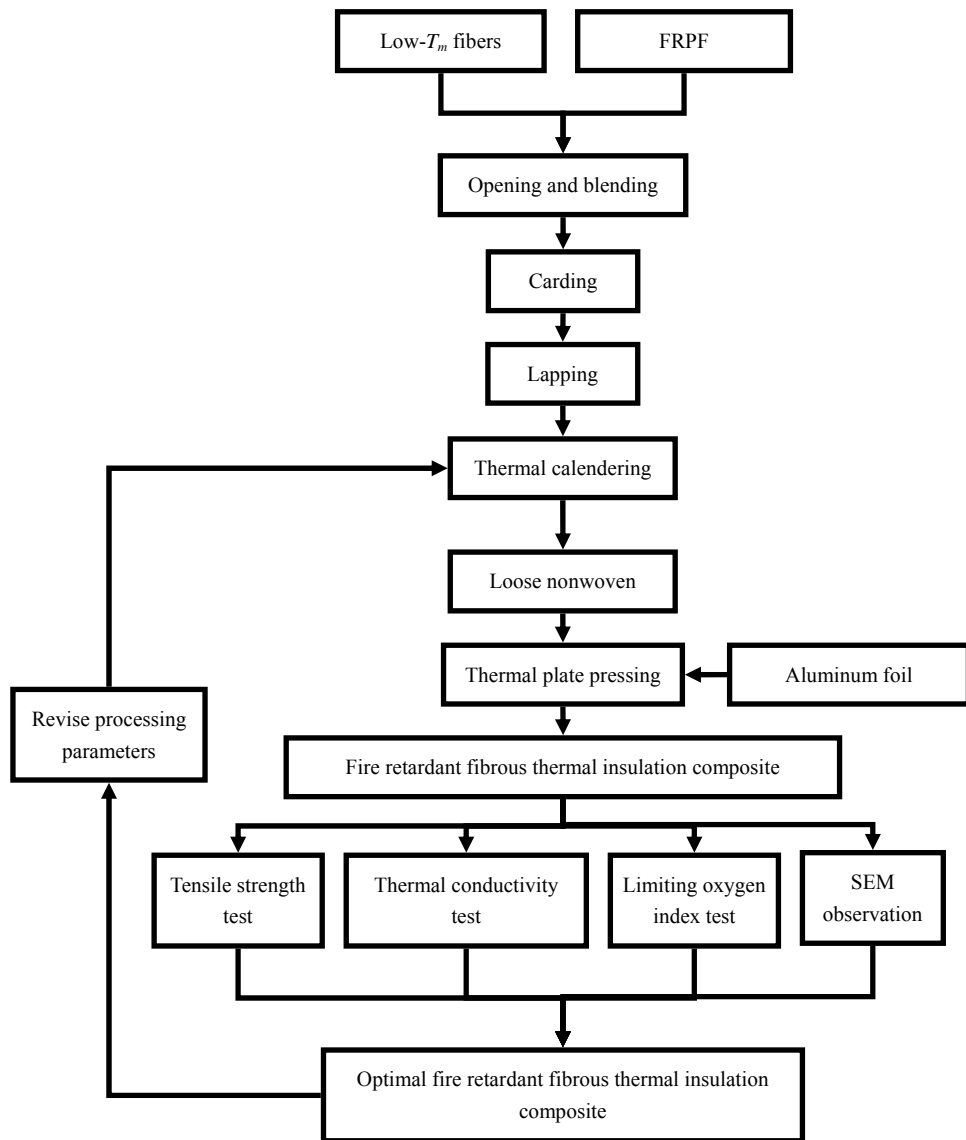 Low-Tm fibers
FRPF
Opening and blending
Carding
Lapping
Thermal calendering
Loose nonwoven
Thermal plate pressing
Aluminum foil
Revise processing
parameters
Fire retardant fibrous thermal insulation composite
Tensile strength
test
Thermal conductivity
test
Limiting oxygen
index test
SEM
observation
Optimal fire retardant fibrous thermal insulation
composite